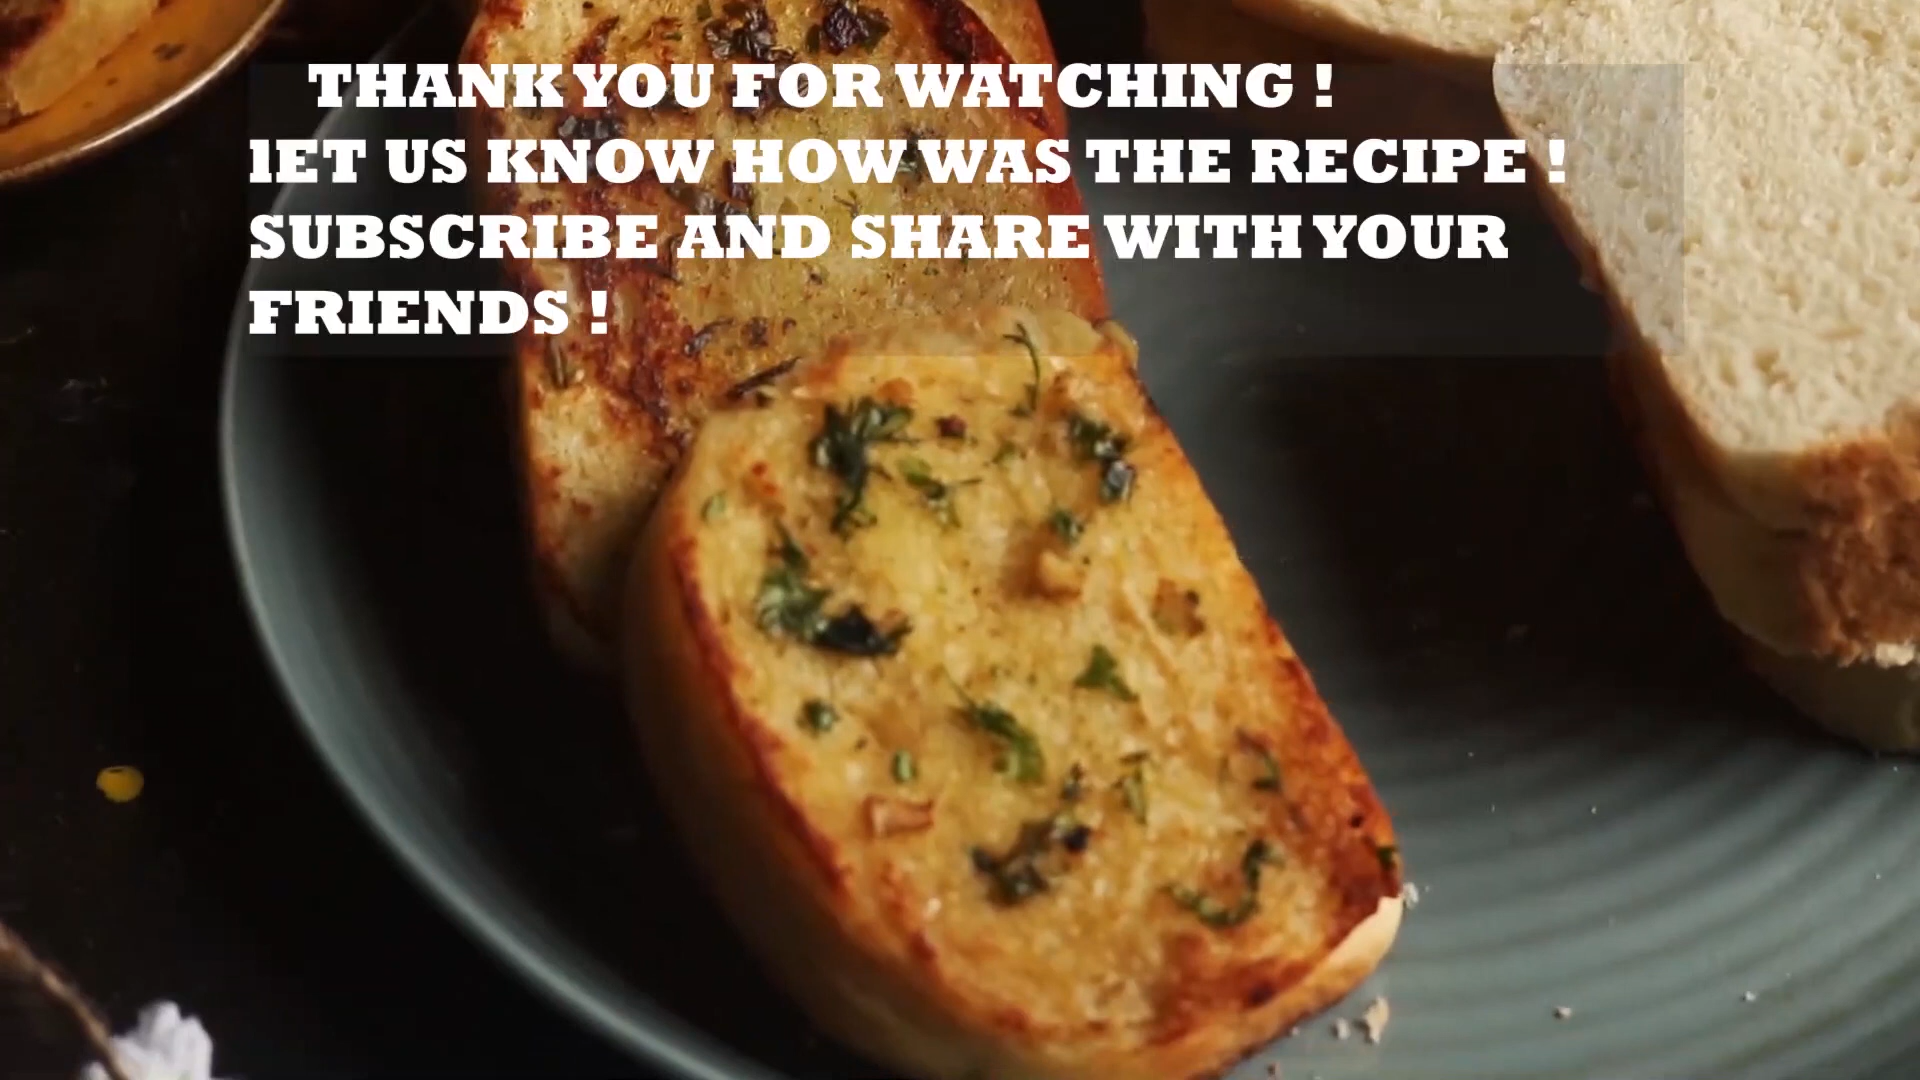 THANK YOU FOR WATCHING !
lET US KNOW HOW WAS THE RECIPE !
SUBSCRIBE AND SHARE WITH YOUR
FRIENDS !